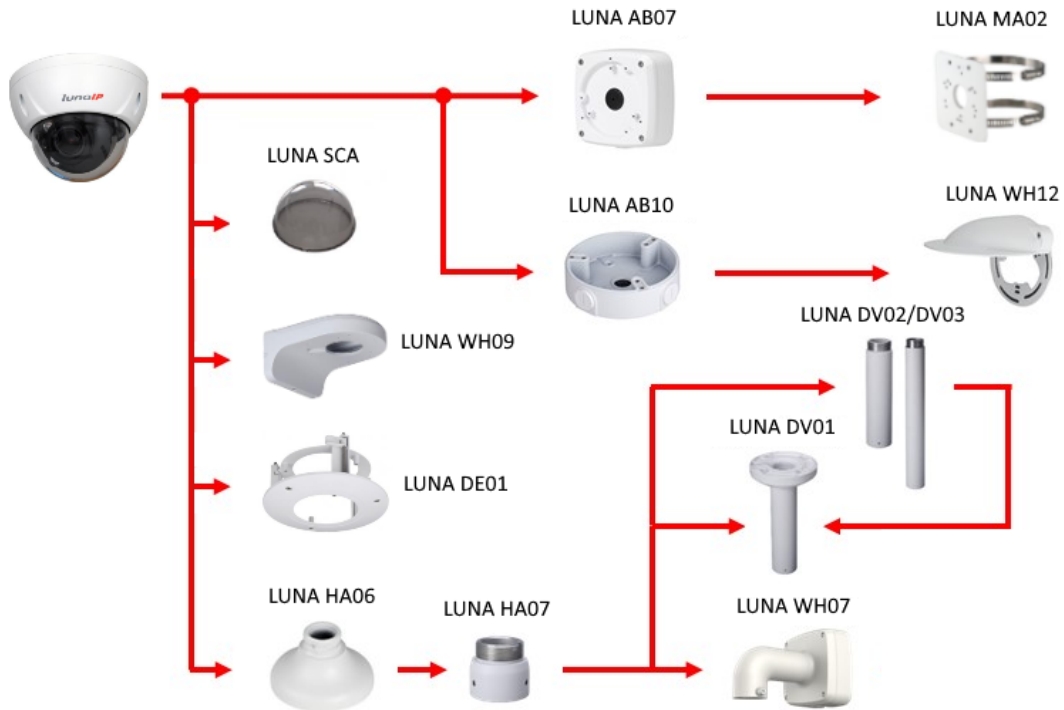 LUNA AB07
LUNA MA02
lunaIP
LUNA SCA
LUNA AB10
LUNA WH12
LUNA WH09
LUNA DV02/DV03
LUNA DV01
LUNA DE01
LUNA HA06
LUNA HA07
LUNA WH07